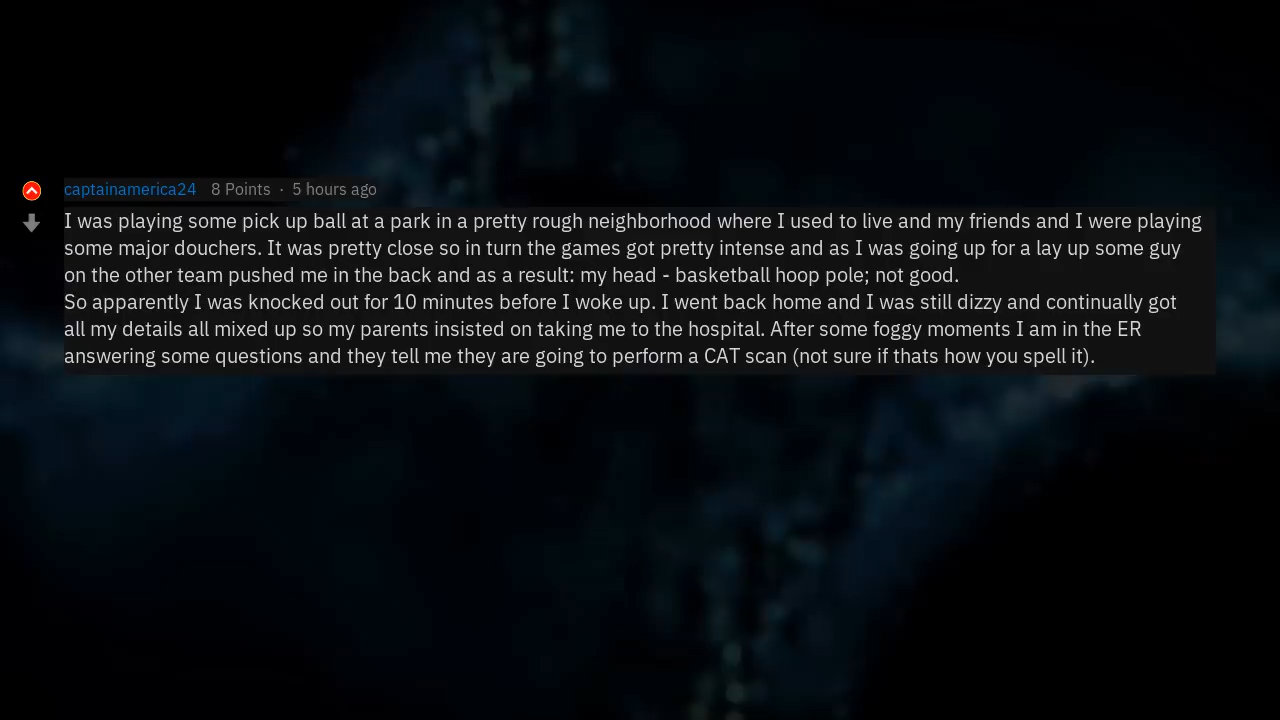 captainamerica24 8 Points · 5 hours ago
I was playing some pick up ball at a park in a pretty rough neighborhood where I used to live and my friends and I were playing
some major douchers. It was pretty close so in turn the games got pretty intense and as I was going up for a lay up some guy
on the other team pushed me in the back and as a result: my head - basketball hoop pole; not good.
So apparently I was knocked out for 10 minutes before I woke up. I went back home and I was still dizzy and continually got
all my details all mixed up so my parents insisted on taking me to the hospital. After some foggy moments I am in the ER
answering some questions and they tell me they are going to perform a CAT scan (not sure if thats how you spell it).